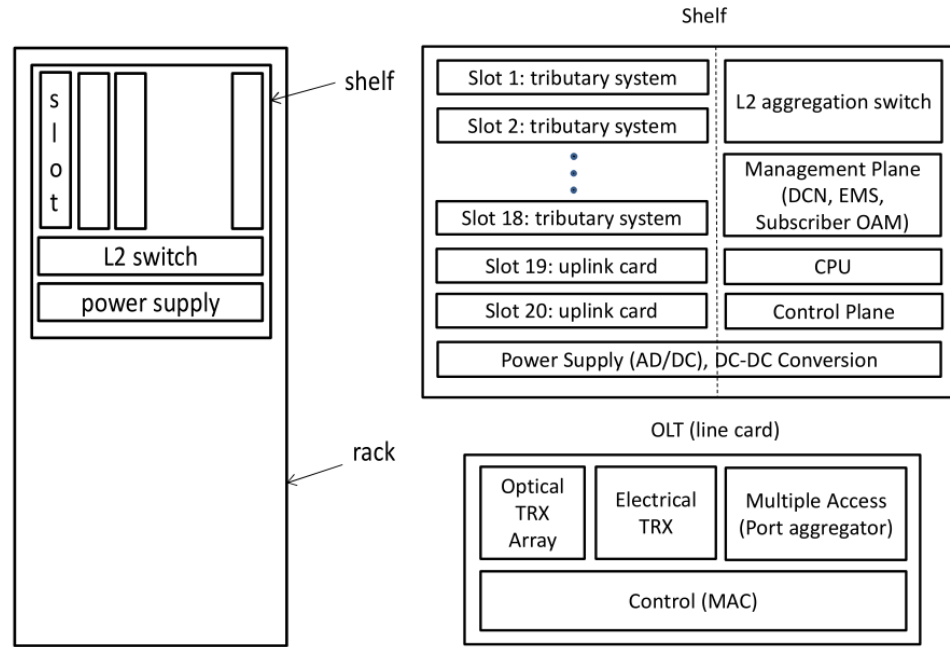 slot
L2 switch
power supply
shelf
rack
Shelf
Slot 1: tributary system
Slot 2: tributary system
Slot 18: tributary system
Slot 19: uplink card
Slot 20: uplink card
L2 aggregation switch
Management Plane
(DCN, EMS,
Subscriber OAM)
CPU
Control Plane
Power Supply (AD/DC), DC-DC Conversion
OLT (line card)
Optical
TRX
Array
Electrical
TRX
Multiple Access
(Port aggregator)
Control (MAC)